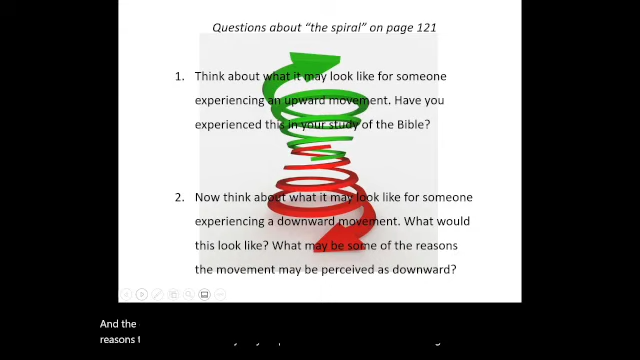 Questions about “the spiral” on page 121
1. Think about what it may look like for someone
experiencing an upward movement. Have you
experienced this in your study of the Bible?
2. Now think about what it may look like for someone
experiencing a downward movement. What would
this look like? What may be some of the reasons
the movement may be perceived as downward?
And the
reasons